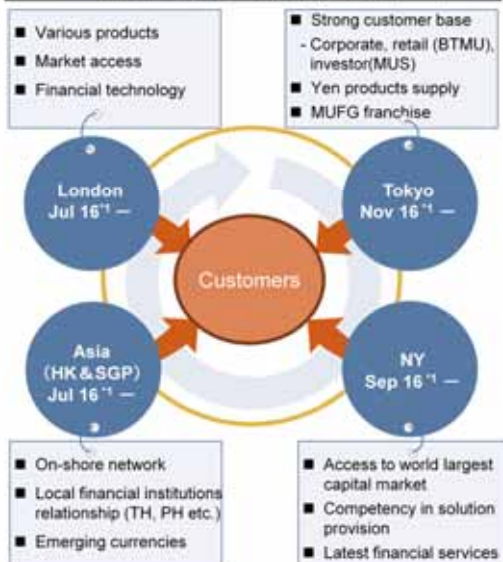 Various products
Market access
Financial technology
Strong customer base
- Corporate, retail (BTMU),
investor(MUS)
Yen products supply
MUFG franchise
London
Jul 16*1 —
Tokyo
Nov 16*1 —
Customers
Asia
(HK&SGP)
Jul 16*1 —
NY
Sep 16*1 —
On-shore network
Local financial institutions
relationship (TH, PH etc.)
Emerging currencies
Access to world largest
capital market
Competency in solution
provision
Latest financial services